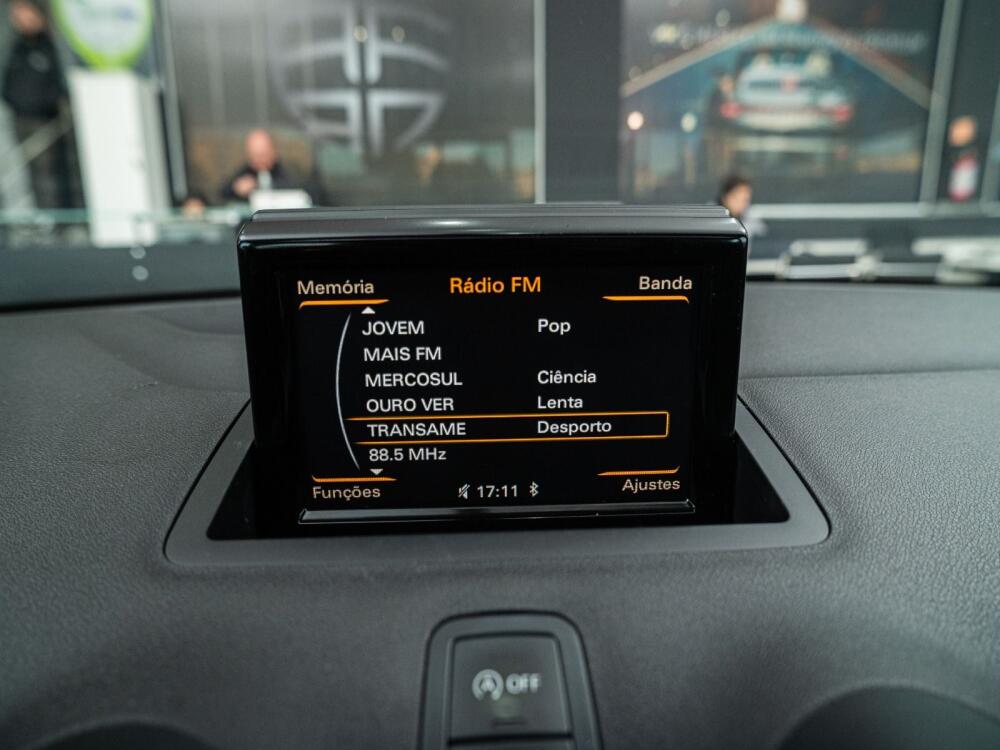 Memória Rádio FM Banda
JOVEM Pop
MAIS FM
MERCOSUL Ciência
OURO VER Lenta
TRANSAME Desporto
88.5 MHz
Funções 17:11 Ajustes
OFF